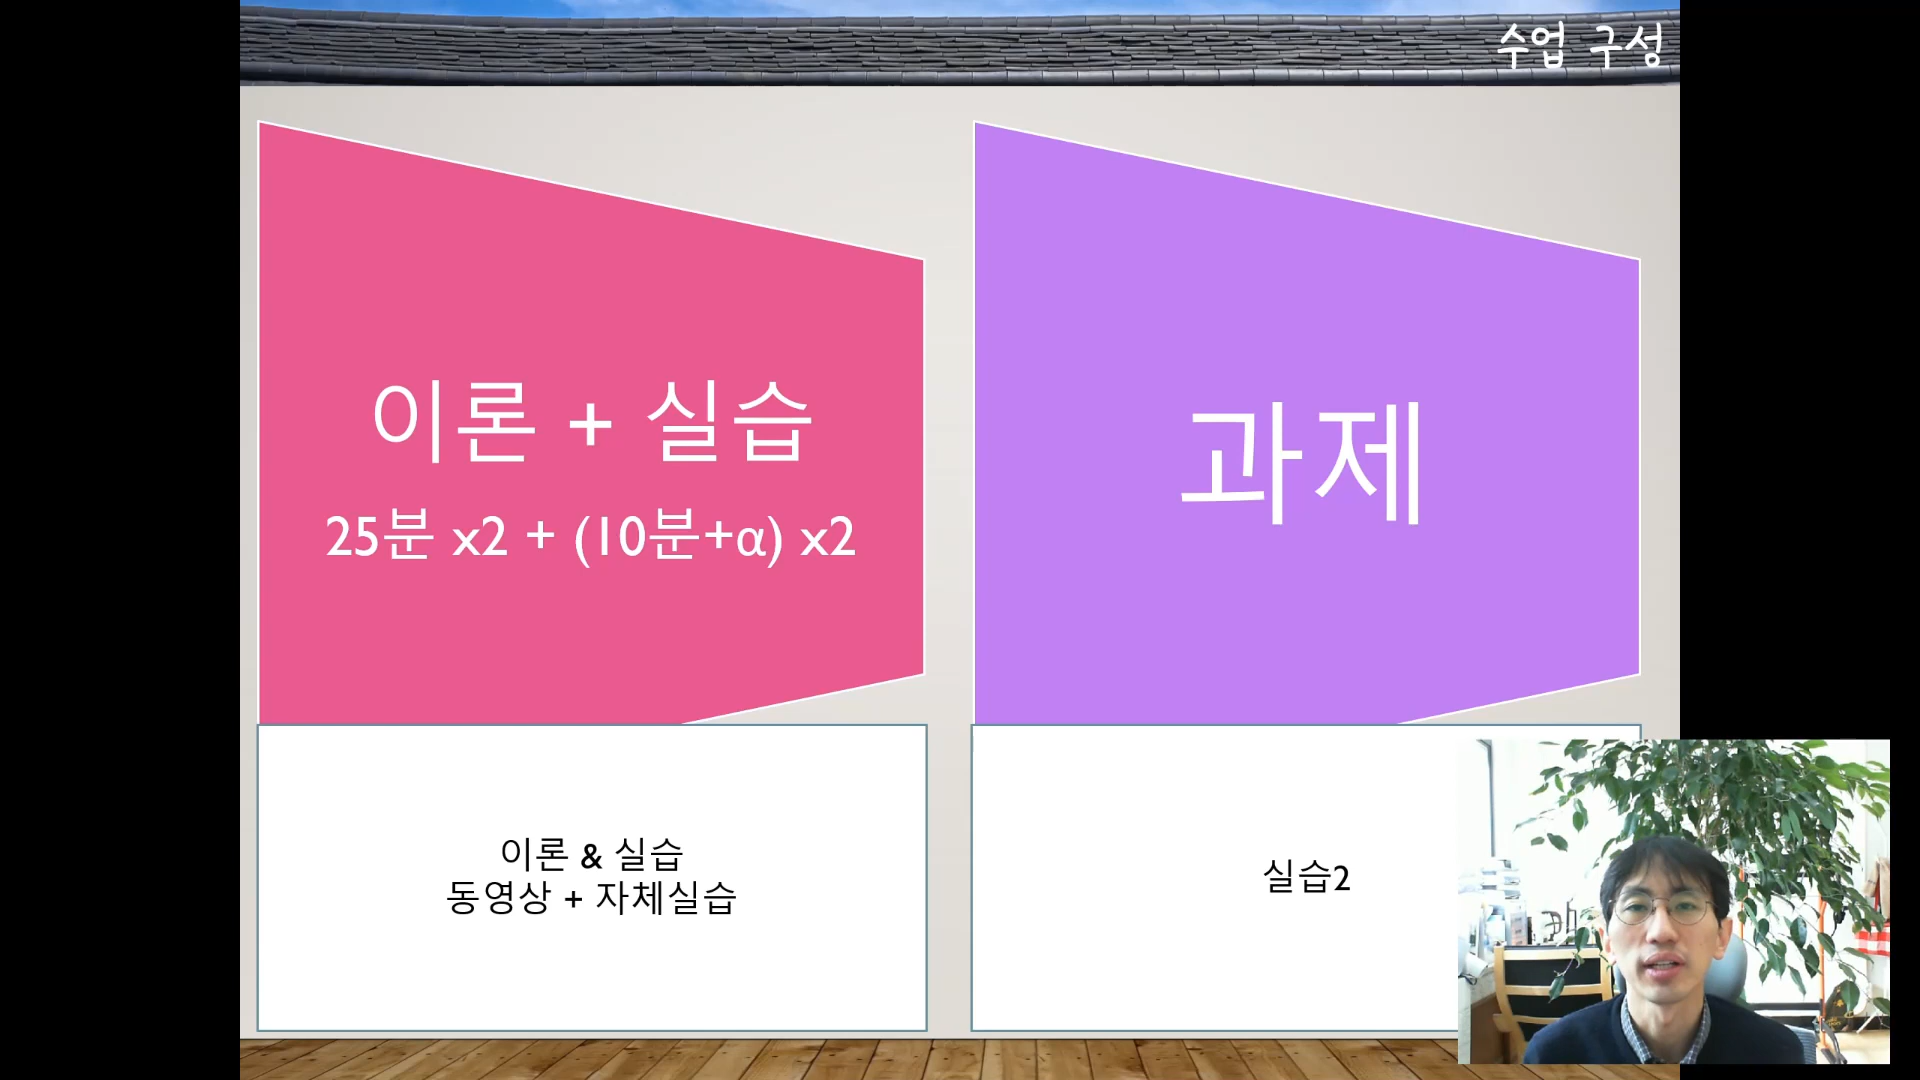 수업 구성
이론 + 실습
25분 x2 + (10분+α) x2
이론 & 실습
동영상 + 자체실습
과제
실습2